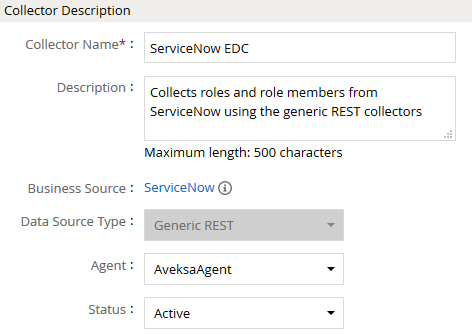 Collector Description
Collector Name* : ServiceNow EDC
Description : Collects roles and role members from
ServiceNow using the generic REST collectors
Maximum length: 500 characters
Business Source : ServiceNow
Data Source Type : Generic REST
Agent : AveksaAgent
Status : Active